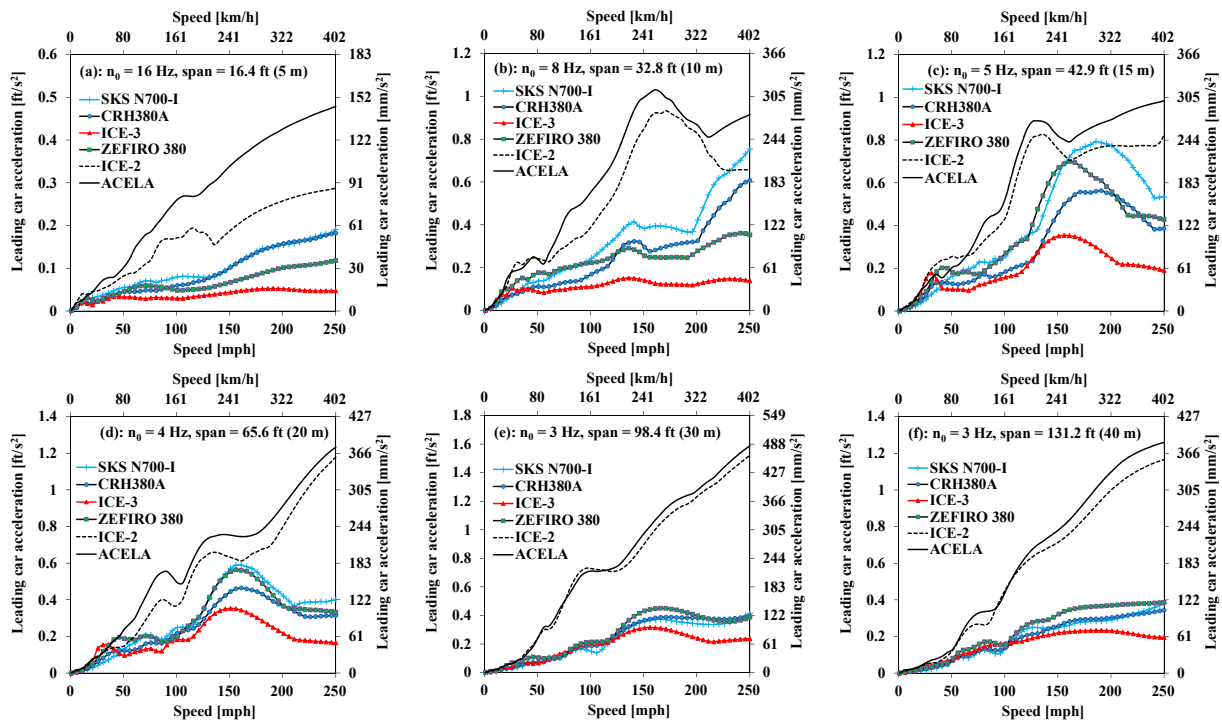 Speed [km/h]
0 80 161 241 322 402
Leading car acceleration [ft/s²]
0.6
0.5
0.4
0.3
0.2
0.1
0
(a): n₀ = 16 Hz, span = 16.4 ft (5 m)
SKS N700-I
CRH380A
ICE-3
ZEFIRO 380
ICE-2
ACELA
183
152
122
91
61
30
0
Leading car acceleration [mm/s²]
0 50 100 150 200 250
Speed [mph]
Speed [km/h]
0 80 161 241 322 402
Leading car acceleration [ft/s²]
1.2
1
0.8
0.6
0.4
0.2
0
(b): n₀ = 8 Hz, span = 32.8 ft (10 m)
SKS N700-I
CRH380A
ICE-3
ZEFIRO 380
ICE-2
ACELA
366
305
244
183
122
61
0
Leading car acceleration [mm/s²]
0 50 100 150 200 250
Speed [mph]
Speed [km/h]
0 80 161 241 322 402
Leading car acceleration [ft/s²]
1.2
1
0.8
0.6
0.4
0.2
0
(c): n₀ = 5 Hz, span = 42.9 ft (15 m)
SKS N700-I
CRH380A
ICE-3
ZEFIRO 380
ICE-2
ACELA
366
305
244
183
122
61
0
Leading car acceleration [mm/s²]
0 50 100 150 200 250
Speed [mph]
Speed [km/h]
0 80 161 241 322 402
Leading car acceleration [ft/s²]
1.4
1.2
1
0.8
0.6
0.4
0.2
0
(d): n₀ = 4 Hz, span = 65.6 ft (20 m)
SKS N700-I
CRH380A
ICE-3
ZEFIRO 380
ICE-2
ACELA
427
366
305
244
183
122
61
0
Leading car acceleration [mm/s²]
0 50 100 150 200 250
Speed [mph]
Speed [km/h]
0 80 161 241 322 402
Leading car acceleration [ft/s²]
1.8
1.6
1.4
1.2
1
0.8
0.6
0.4
0.2
0
(e): n₀ = 3 Hz, span = 98.4 ft (30 m)
SKS N700-I
CRH380A
ICE-3
ZEFIRO 380
ICE-2
ACELA
549
488
427
366
305
244
183
122
61
0
Leading car acceleration [mm/s²]
0 50 100 150 200 250
Speed [mph]
Speed [km/h]
0 80 161 241 322 402
Leading car acceleration [ft/s²]
1.4
1.2
1
0.8
0.6
0.4
0.2
0
(f): n₀ = 3 Hz, span = 131.2 ft (40 m)
SKS N700-I
CRH380A
ICE-3
ZEFIRO 380
ICE-2
ACELA
427
366
305
244
183
122
61
0
Leading car acceleration [mm/s²]
0 50 100 150 200 250
Speed [mph]